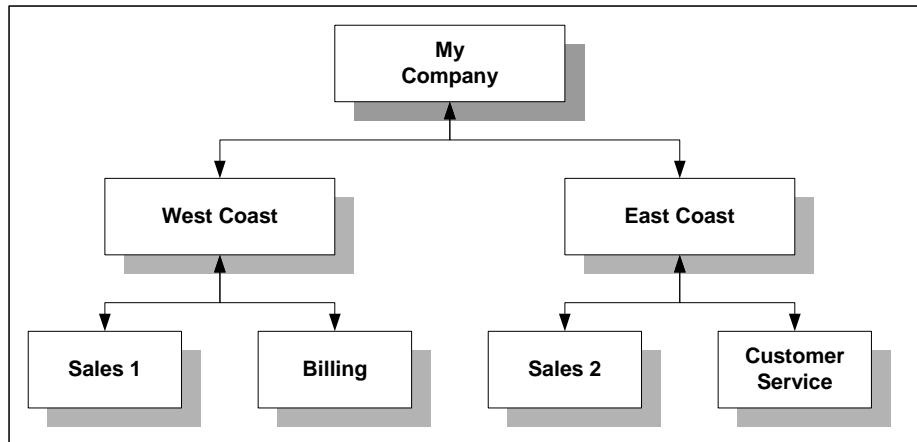 My
Company
West Coast
East Coast
Sales 1
Billing
Sales 2
Customer
Service